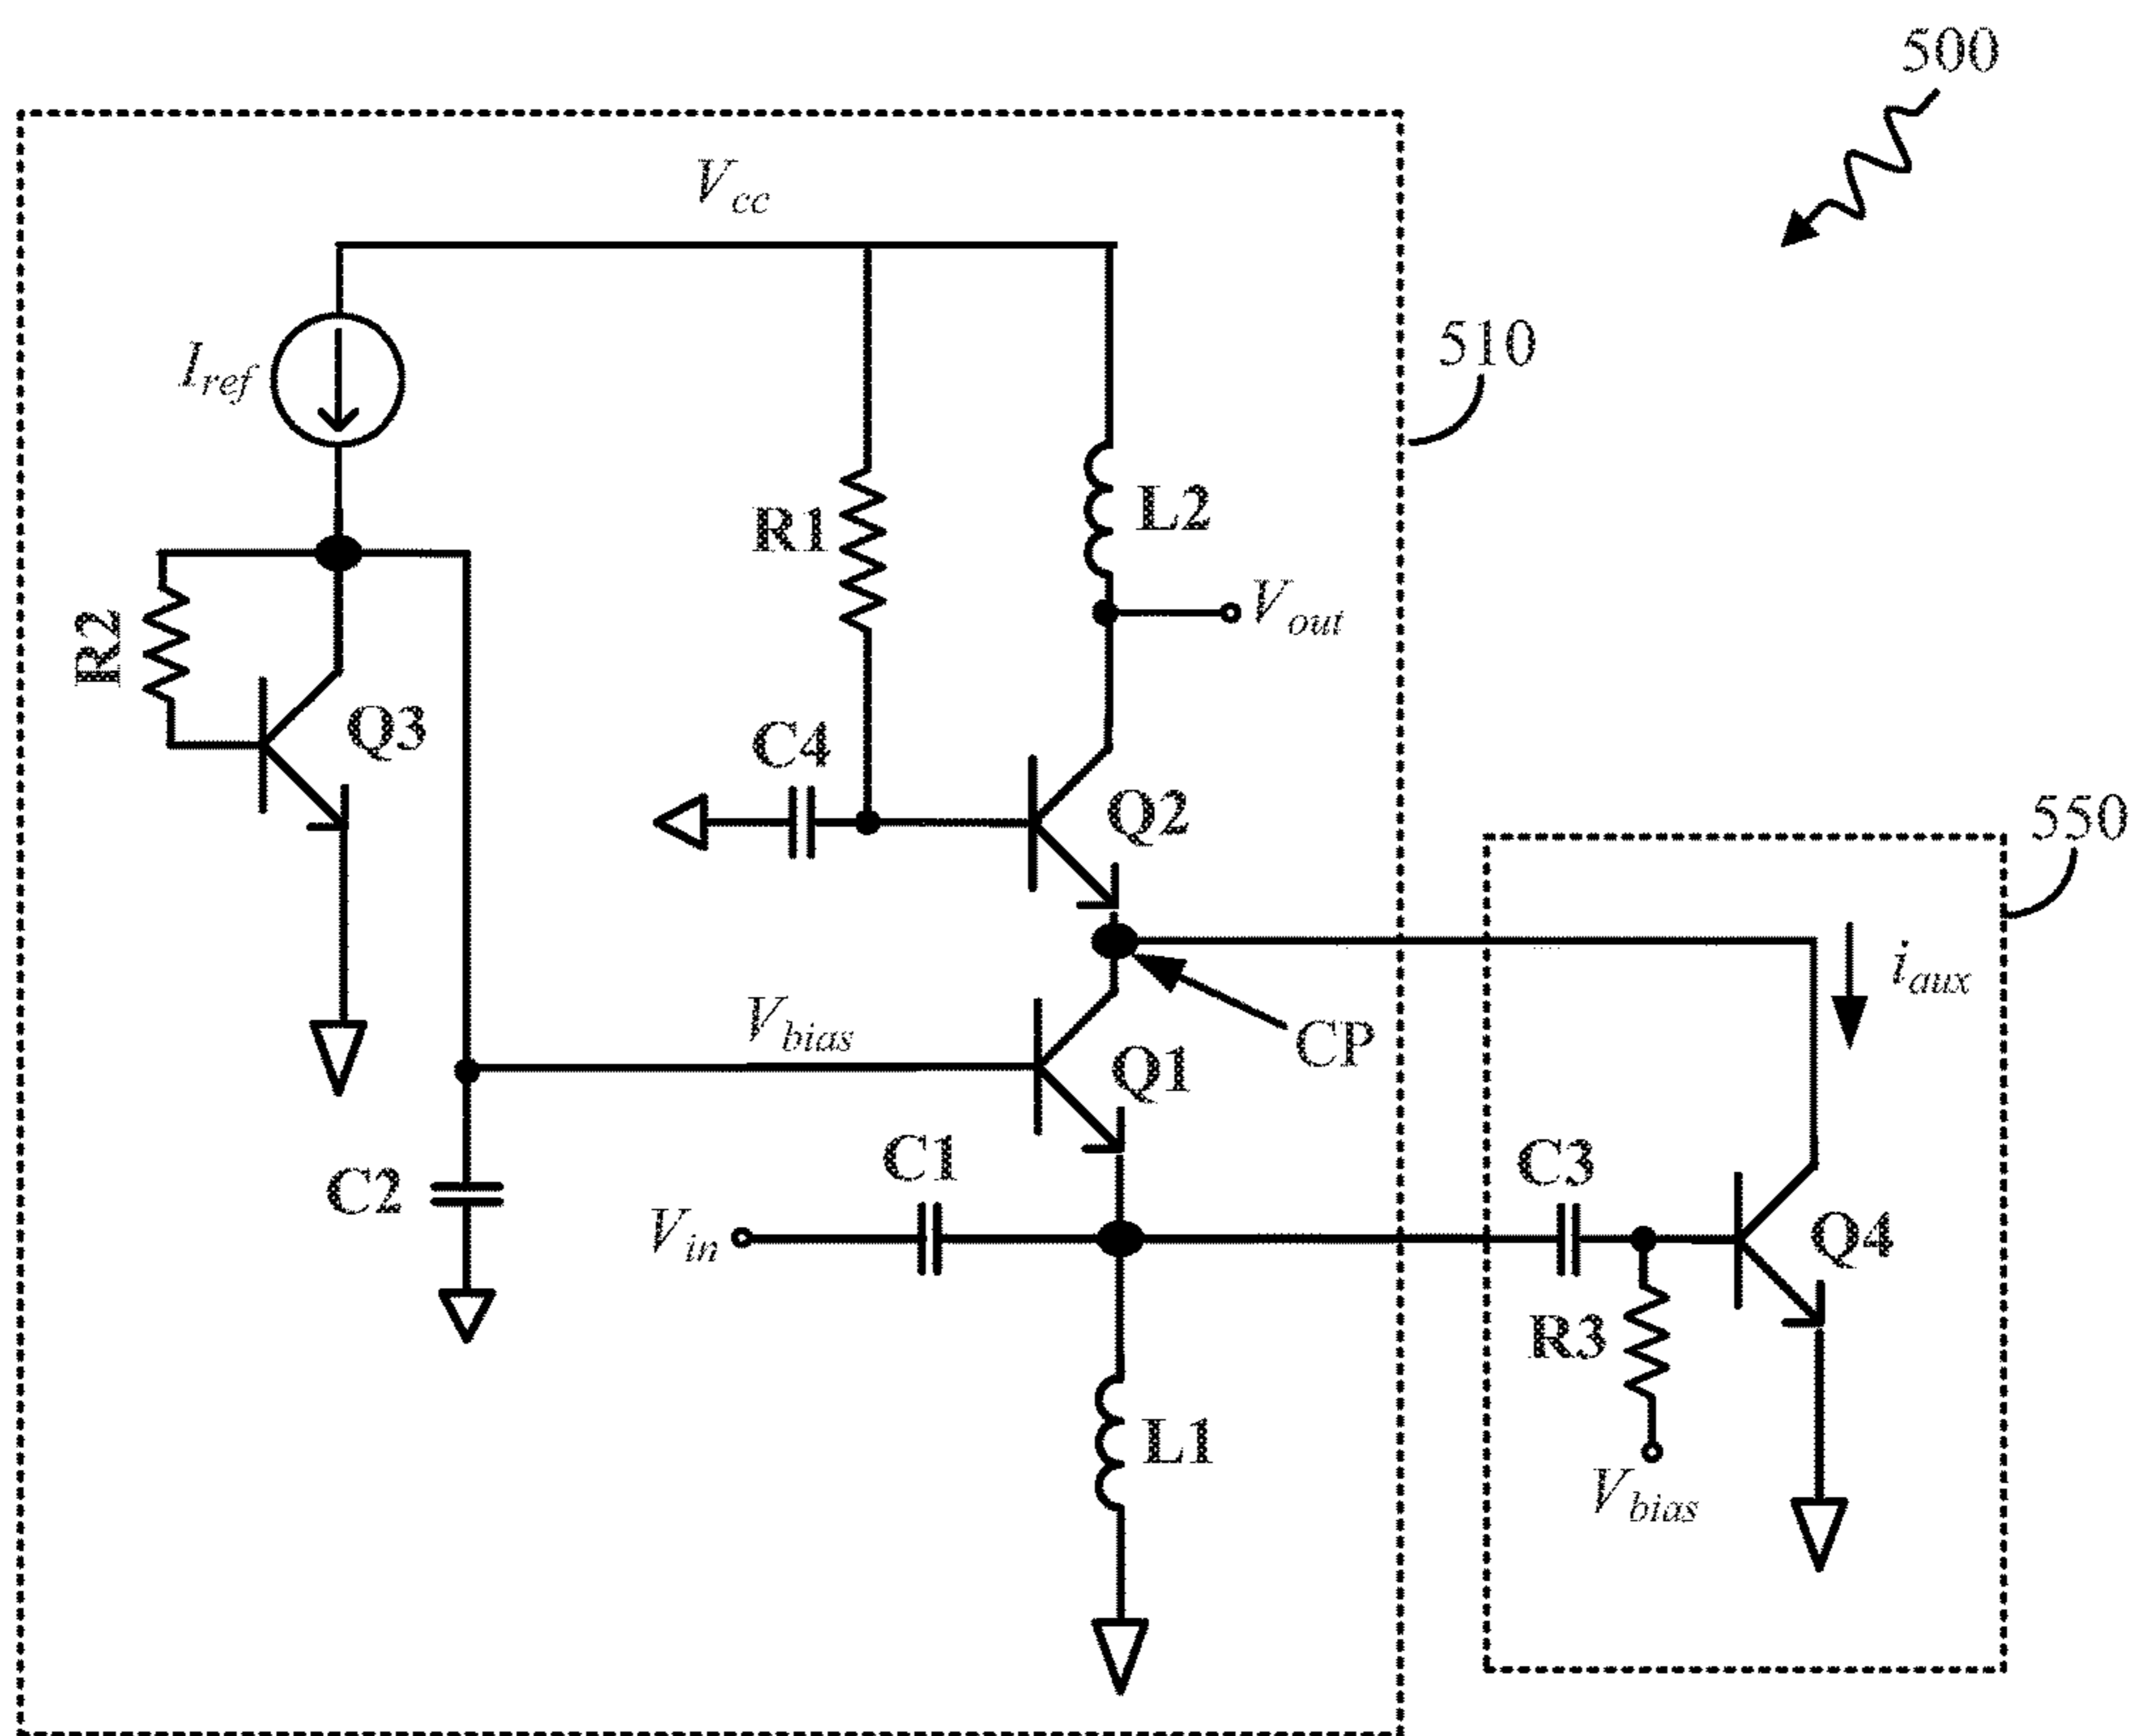 500
Vcc
510
Iref
R1
L2
Vout
R2
Q3
C4
Q2
550
iaux
Vbias
CP
Q1
C1
C3
C2
Vin
Q4
R3
L1
Vbias